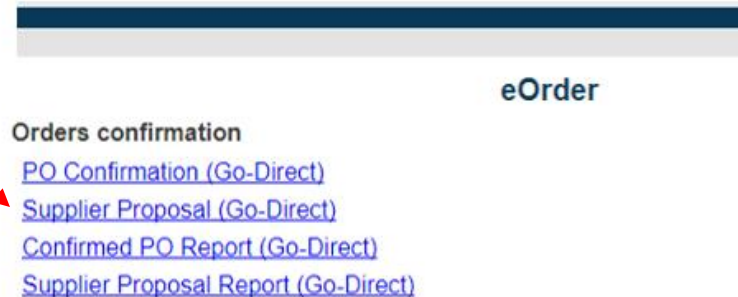 eOrder
Orders confirmation
PO Confirmation (Go-Direct)
Supplier Proposal (Go-Direct)
Confirmed PO Report (Go-Direct)
Supplier Proposal Report (Go-Direct)